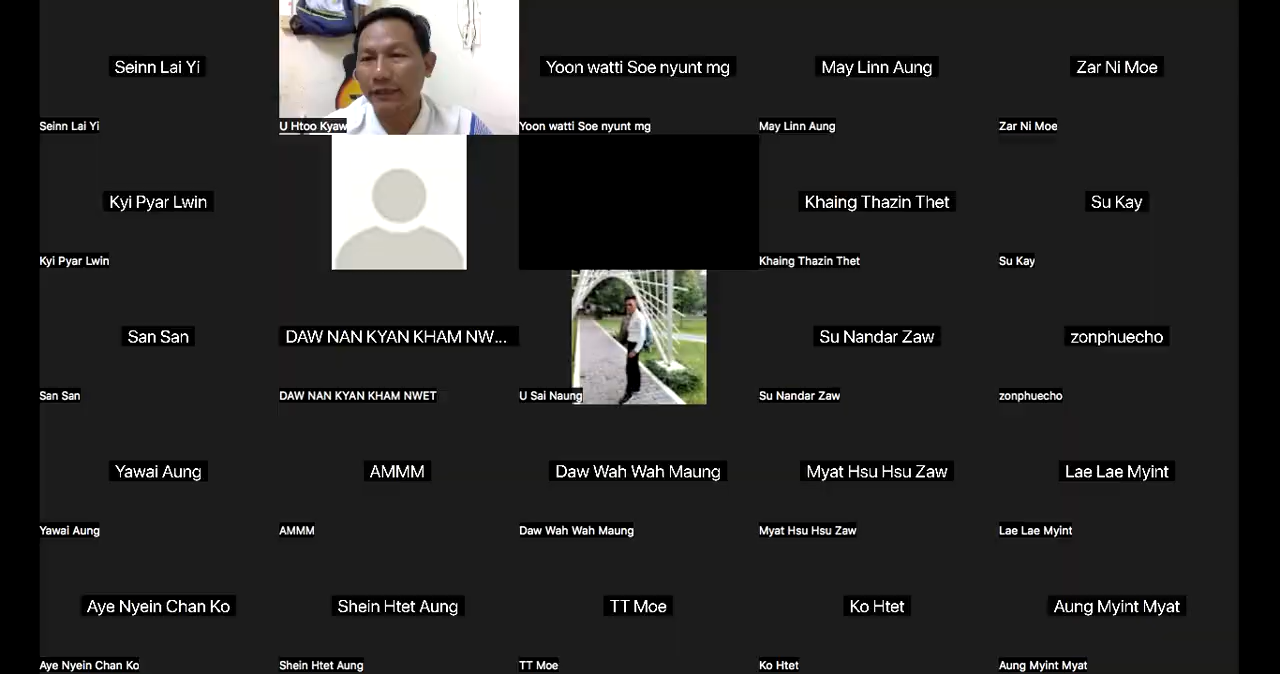 Seinn Lai Yi
Yoon watti Soe nyunt mg
May Linn Aung
Zar Ni Moe
Seinn Lai Yi
U Htoo Kyaw
Yoon watti Soe nyunt mg
May Linn Aung
Zar Ni Moe
Kyi Pyar Lwin
Khaing Thazin Thet
Su Kay
Kyi Pyar Lwin
Khaing Thazin Thet
Su Kay
San San
DAW NAN KYAN KHAM NW...
Su Nandar Zaw
zonphuecho
San San
DAW NAN KYAN KHAM NWET
U Sai Naung
Su Nandar Zaw
zonphuecho
Yawai Aung
AMMM
Daw Wah Wah Maung
Myat Hsu Hsu Zaw
Lae Lae Myint
Yawai Aung
AMMM
Daw Wah Wah Maung
Myat Hsu Hsu Zaw
Lae Lae Myint
Aye Nyein Chan Ko
Shein Htet Aung
TT Moe
Ko Htet
Aung Myint Myat
Aye Nyein Chan Ko
Shein Htet Aung
TT Moe
Ko Htet
Aung Myint Myat